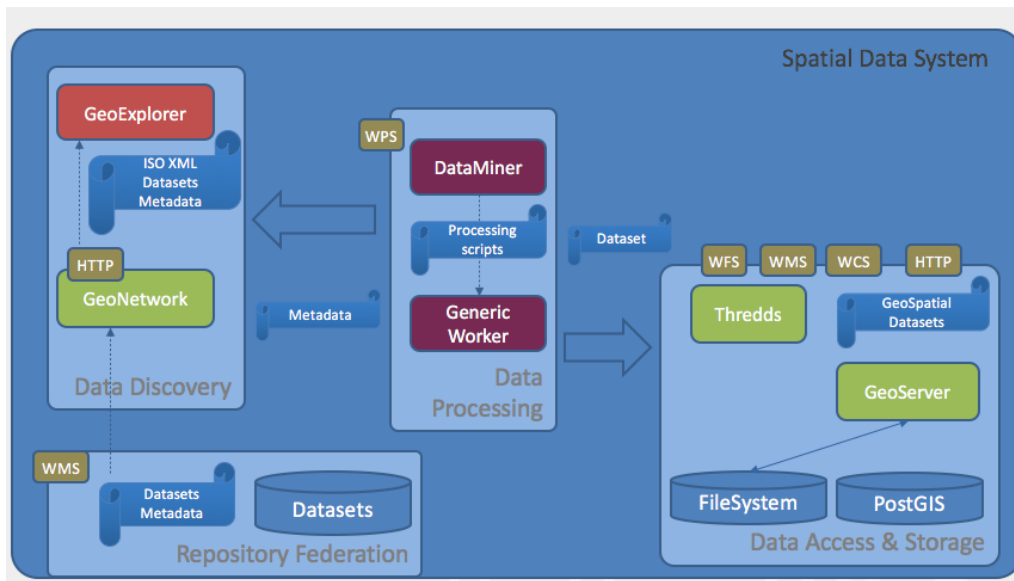 Spatial Data System
GeoExplorer
ISO XML
Datasets
Metadata
HTTP
GeoNetwork
Data Discovery
Metadata
WPS
DataMiner
Processing
scripts
Generic
Worker
Data
Processing
Dataset
WFS
WMS
WCS
HTTP
Thredds
GeoSpatial
Datasets
GeoServer
FileSystem
PostGIS
Data Access & Storage
WMS
Datasets
Metadata
Datasets
Repository Federation